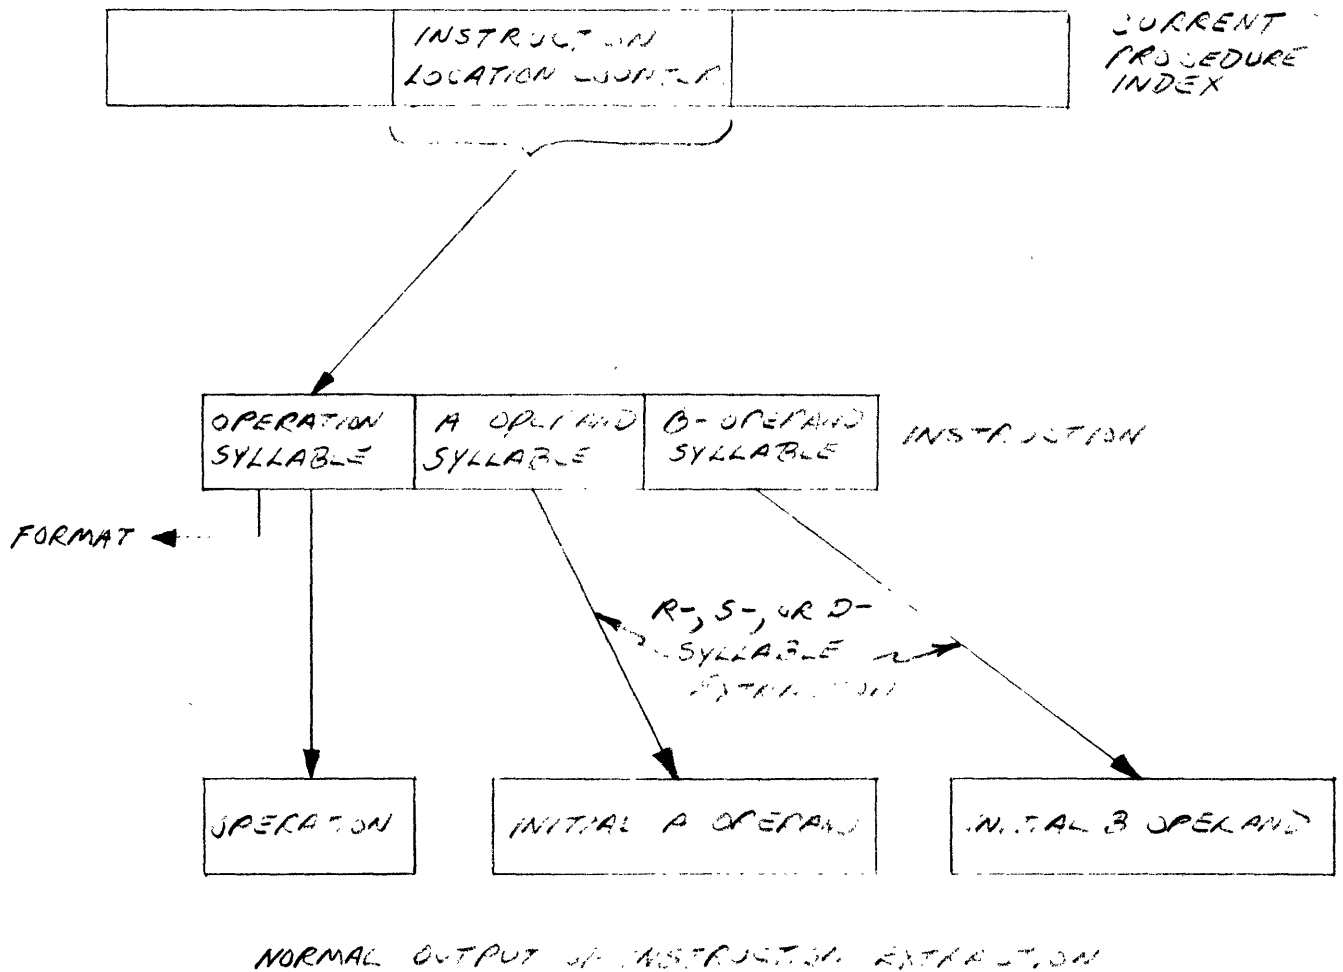 INSTRUCTION
LOCATION COUNTER
CURRENT
PROCEDURE
INDEX
OPERATION
SYLLABLE
A OPERAND
SYLLABLE
B-OPERAND
SYLLABLE
INSTRUCTION
FORMAT
R-, S-, OR D-
SYLLABLE
EXTRACTION
OPERATION
INITIAL A OPERAND
INITIAL B OPERAND
NORMAL OUTPUT OF INSTRUCTION EXTRACTION